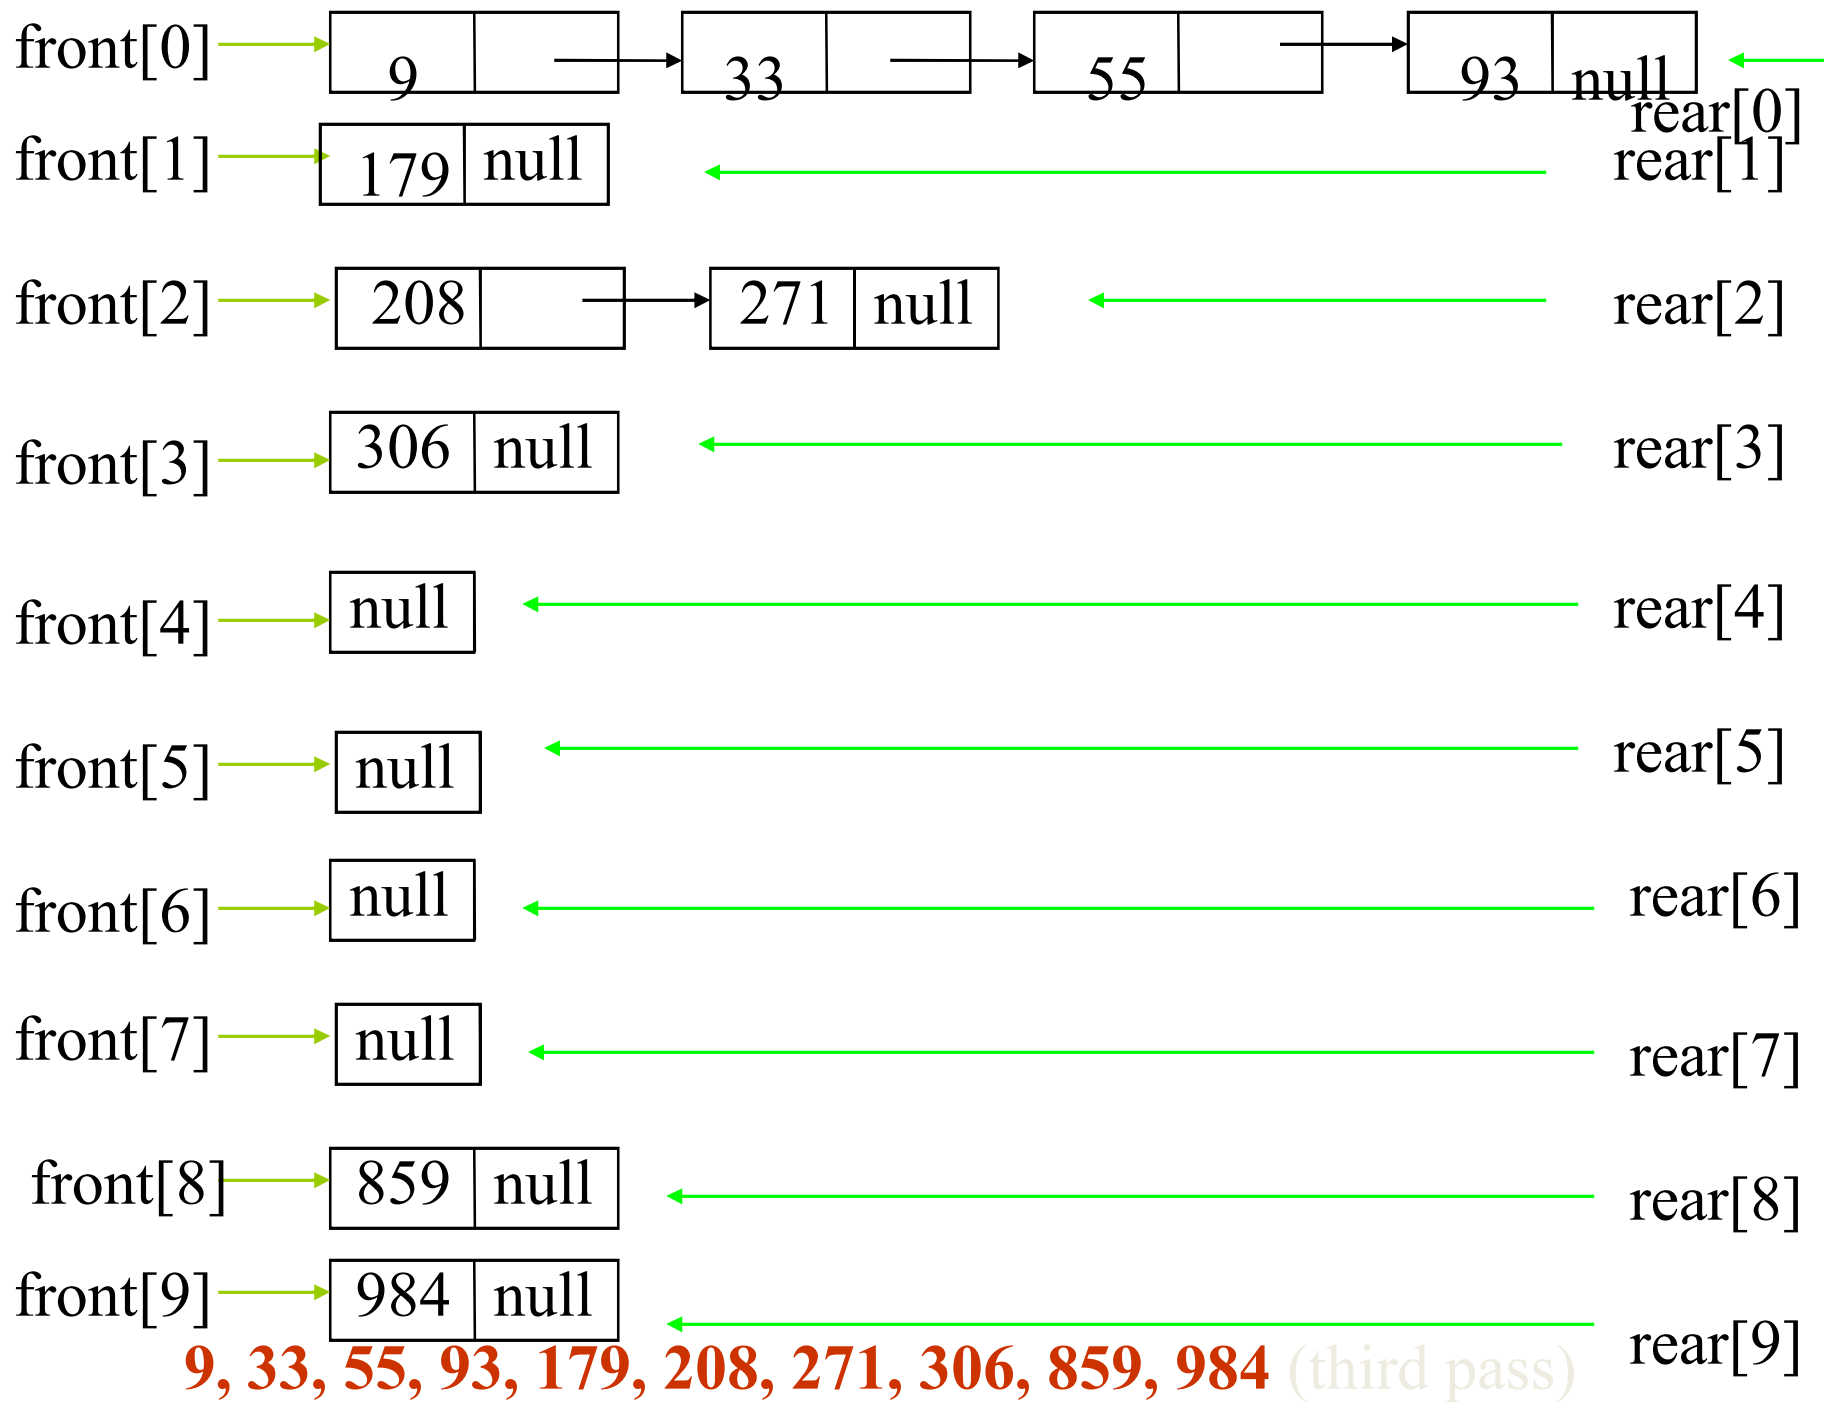 front[0] 9 33 55 93 null rear[0]
front[1] 179 null rear[1]
front[2] 208 271 null rear[2]
front[3] 306 null rear[3]
front[4] null rear[4]
front[5] null rear[5]
front[6] null rear[6]
front[7] null rear[7]
front[8] 859 null rear[8]
front[9] 984 null rear[9]
9, 33, 55, 93, 179, 208, 271, 306, 859, 984 (third pass)